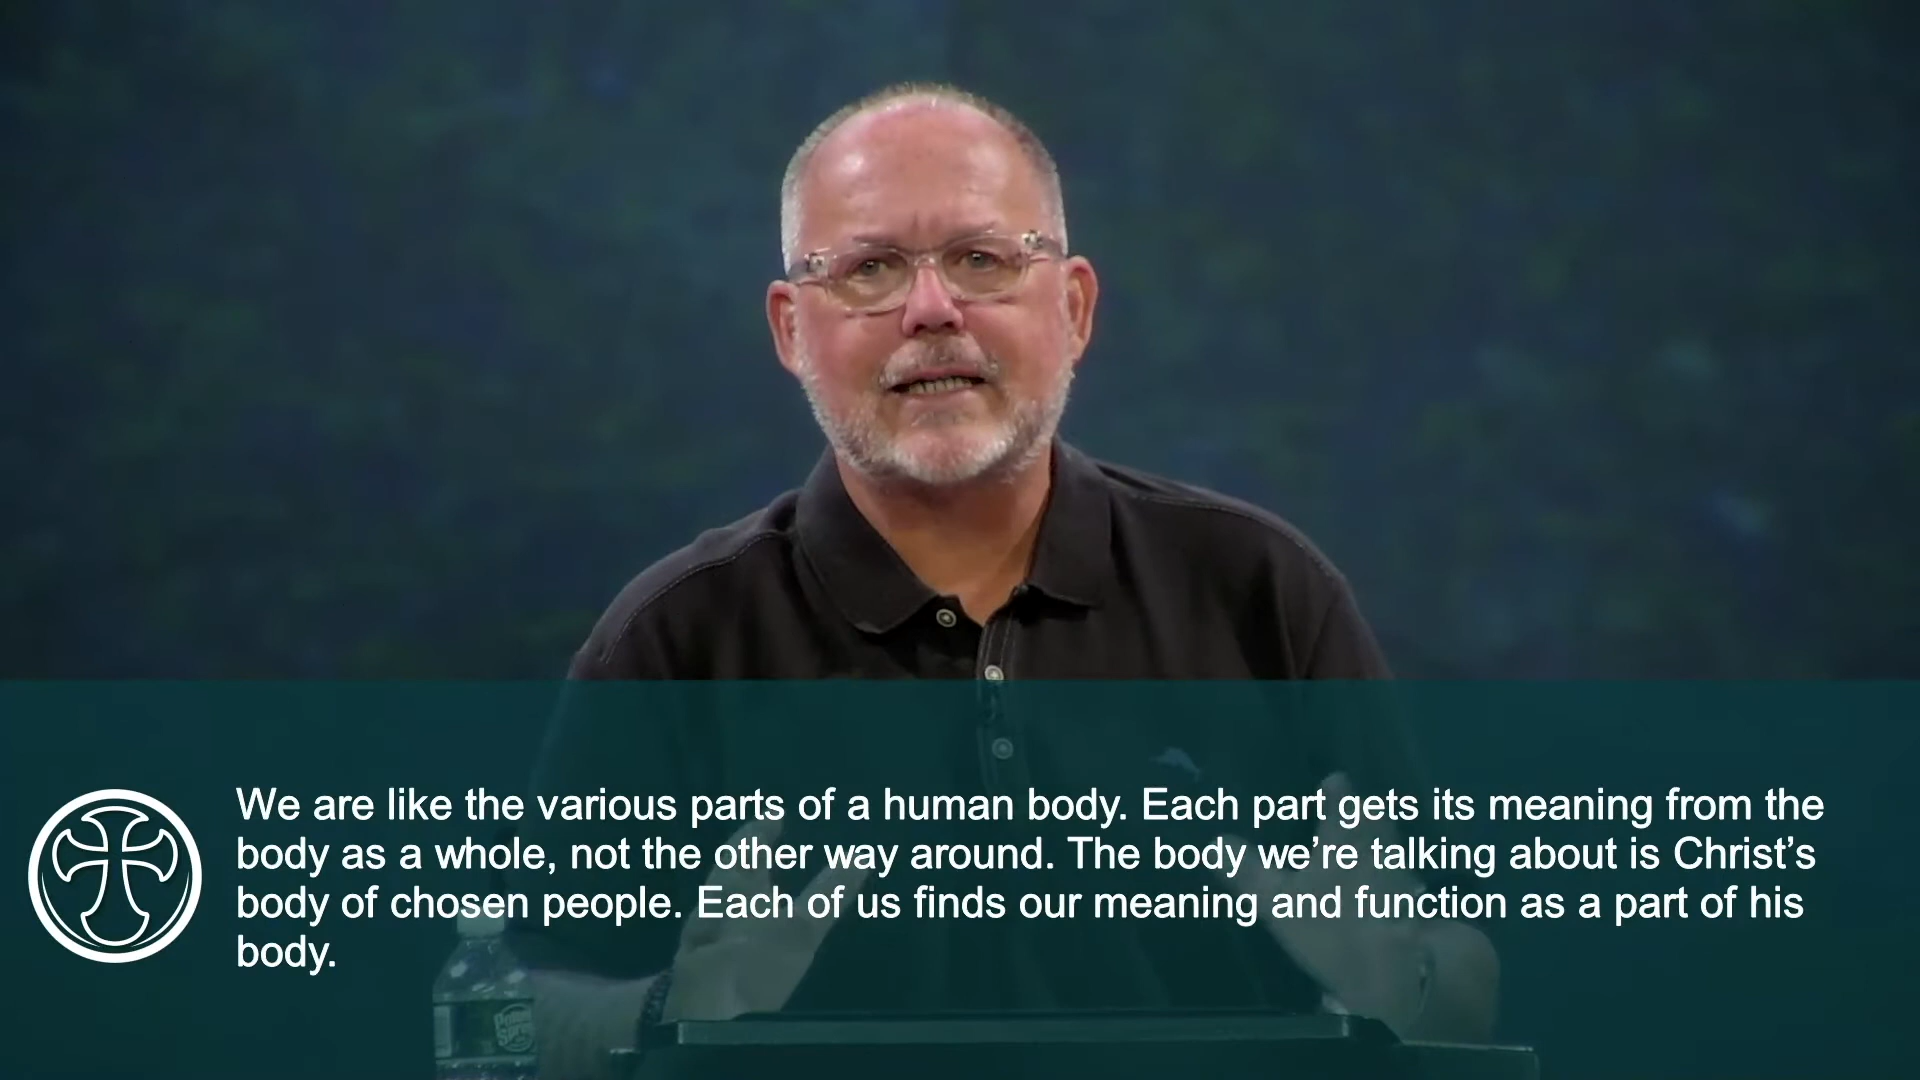 We are like the various parts of a human body. Each part gets its meaning from the
body as a whole, not the other way around. The body we’re talking about is Christ’s
body of chosen people. Each of us finds our meaning and function as a part of his
body.